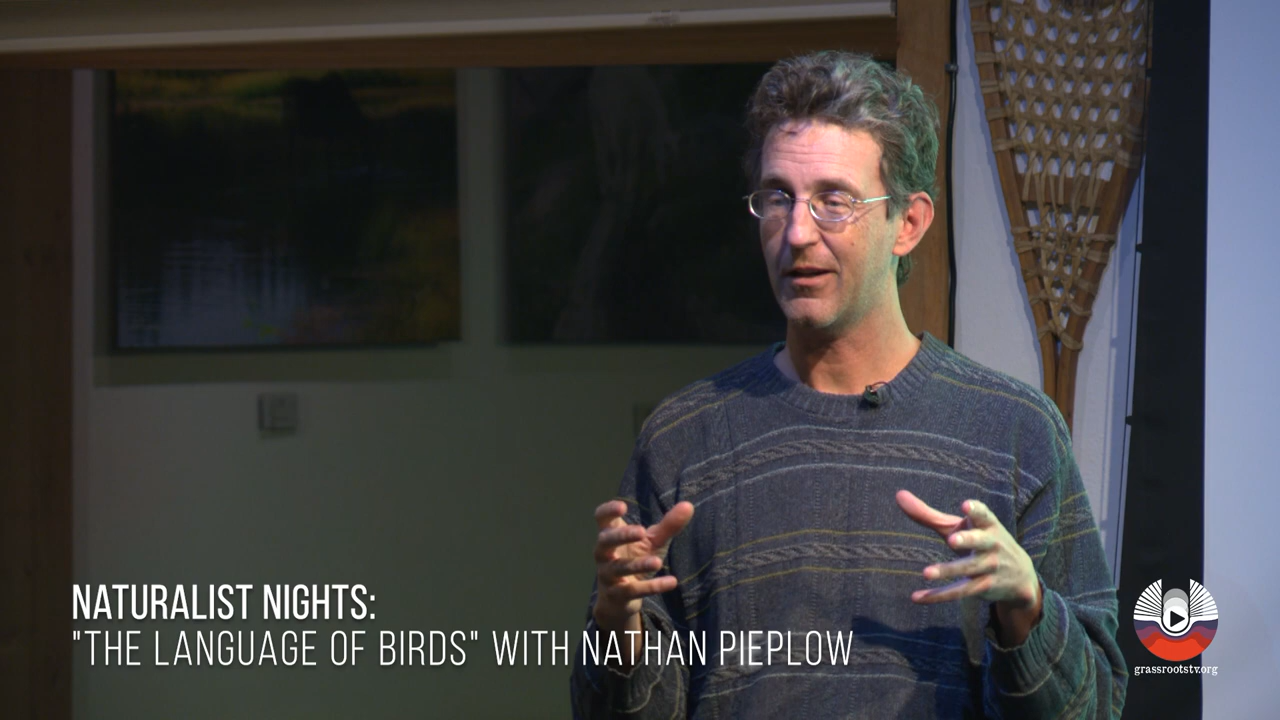 NATURALIST NIGHTS:
"THE LANGUAGE OF BIRDS" WITH NATHAN PIEPLOW
grassrootstv.org